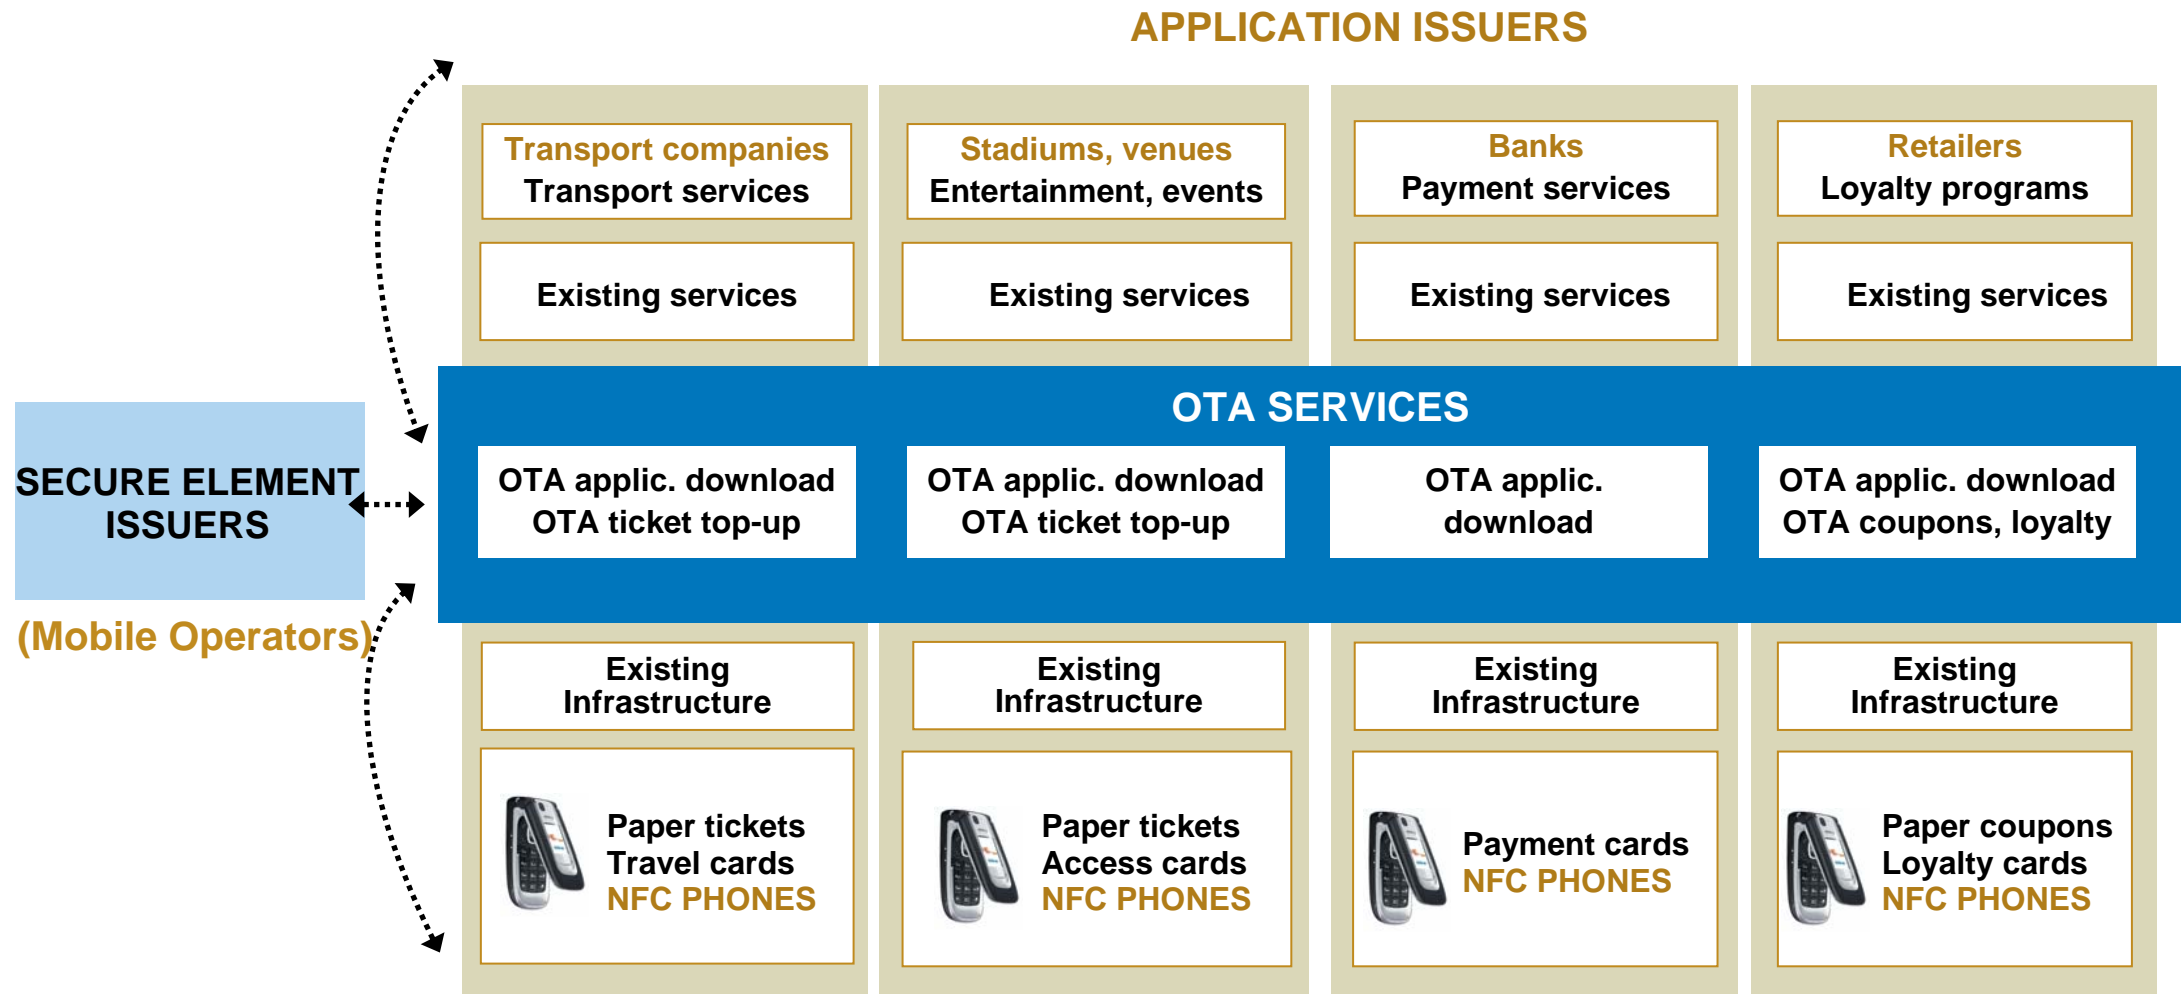 APPLICATION ISSUERS
Transport companies
Transport services
Stadiums, venues
Entertainment, events
Banks
Payment services
Retailers
Loyalty programs
Existing services
Existing services
Existing services
Existing services
OTA SERVICES
SECURE ELEMENT
ISSUERS
(Mobile Operators)
OTA applic. download
OTA ticket top-up
OTA applic. download
OTA ticket top-up
OTA applic.
download
OTA applic. download
OTA coupons, loyalty
Existing
Infrastructure
Existing
Infrastructure
Existing
Infrastructure
Existing
Infrastructure
Paper tickets
Travel cards
NFC PHONES
Paper tickets
Access cards
NFC PHONES
Payment cards
NFC PHONES
Paper coupons
Loyalty cards
NFC PHONES